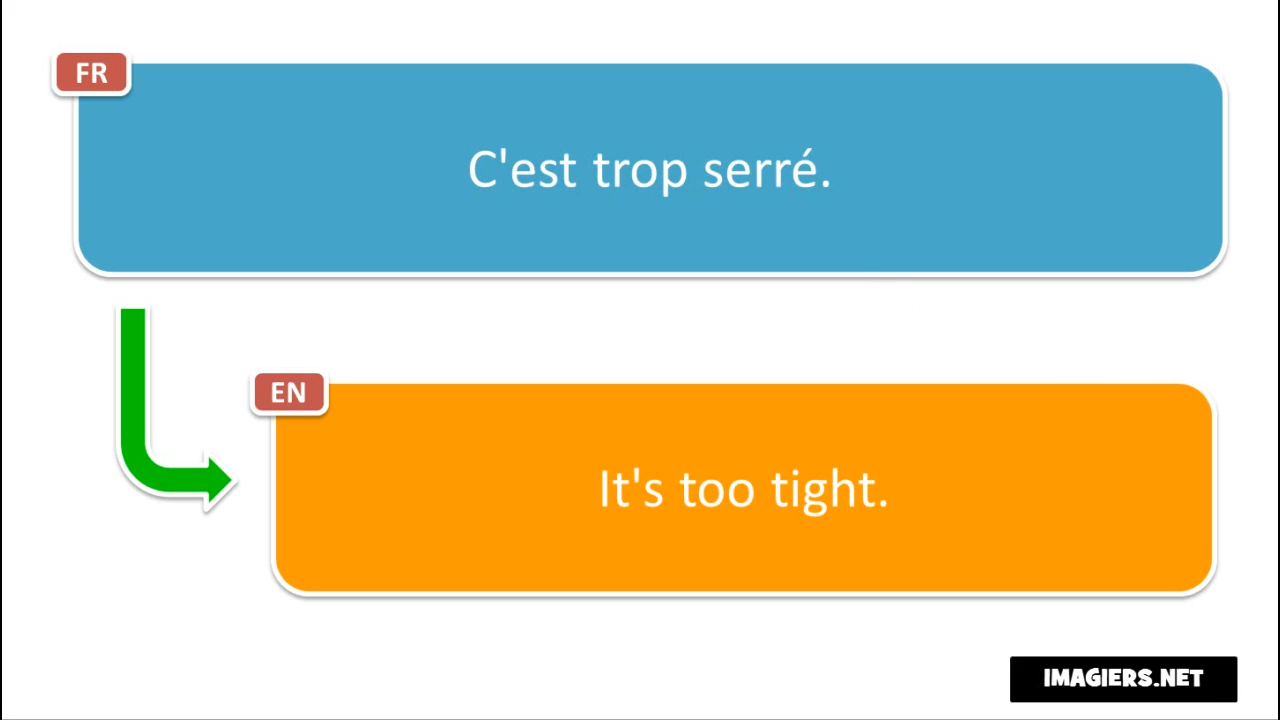 FR
C'est trop serré.
EN
It's too tight.
IMAGIERS.NET